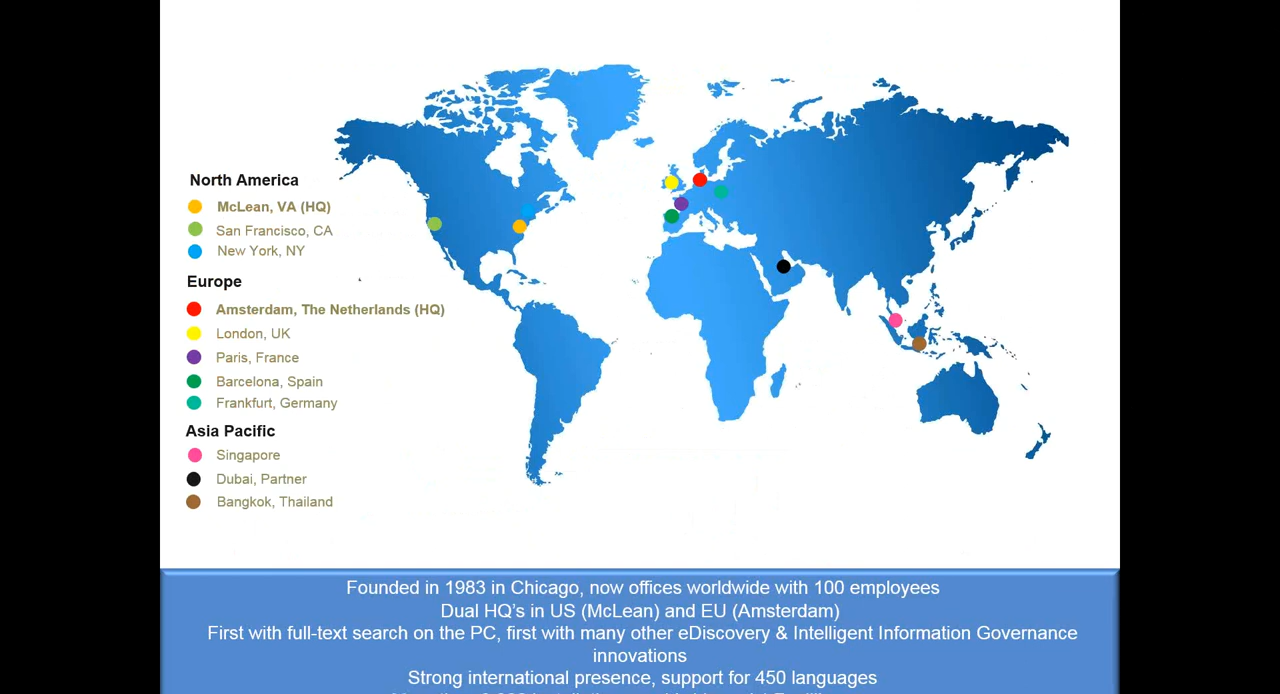 North America
McLean, VA (HQ)
San Francisco, CA
New York, NY
Europe
Amsterdam, The Netherlands (HQ)
London, UK
Paris, France
Barcelona, Spain
Frankfurt, Germany
Asia Pacific
Singapore
Dubai, Partner
Bangkok, Thailand
Founded in 1983 in Chicago, now offices worldwide with 100 employees
Dual HQ's in US (McLean) and EU (Amsterdam)
First with full-text search on the PC, first with many other eDiscovery & Intelligent Information Governance
innovations
Strong international presence, support for 450 languages